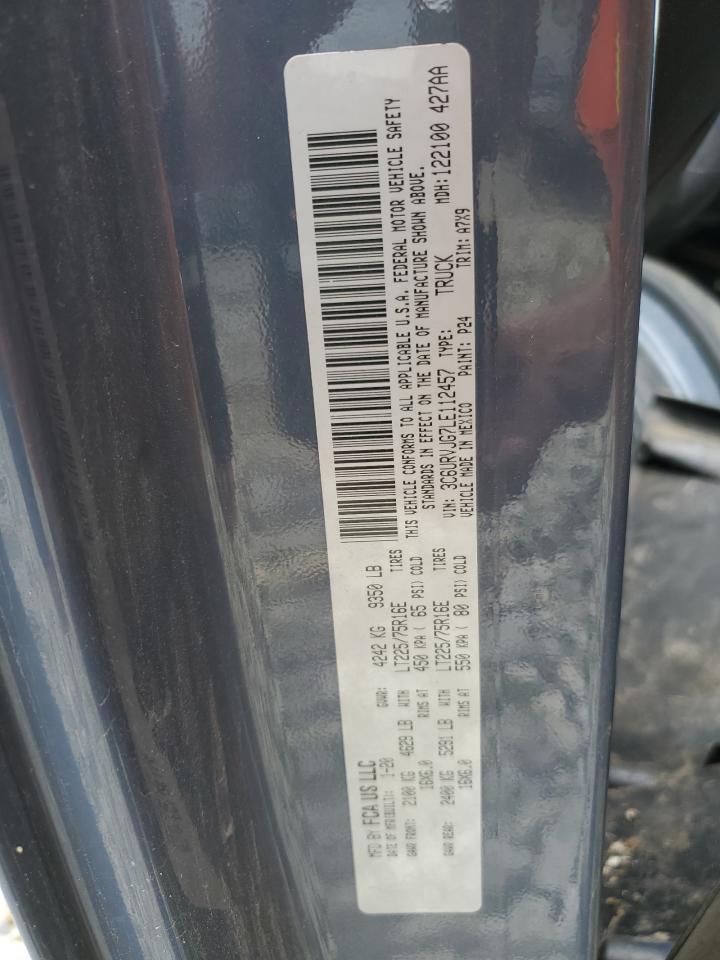 MFD BY FCA US LLC
DATE OF MFR(BUILT): 1-20 GVWR: 4242 KG 9350 LB
GAWR FRONT: 2100 KG 4629 LB WITH LT225/75R16E TIRES
16X6.0 RIMS AT 450 KPA ( 65 PSI) COLD
GAWR REAR: 2400 KG 5291 LB WITH LT225/75R16E TIRES
16X6.0 RIMS AT 550 KPA ( 80 PSI) COLD
THIS VEHICLE CONFORMS TO ALL APPLICABLE U.S.A. FEDERAL MOTOR VEHICLE SAFETY
STANDARDS IN EFFECT ON THE DATE OF MANUFACTURE SHOWN ABOVE.
VIN: 3C6URVJG7LE112457 TYPE: TRUCK MDH:122100 427AA
VEHICLE MADE IN MEXICO PAINT: P24 TRIM: A7X9